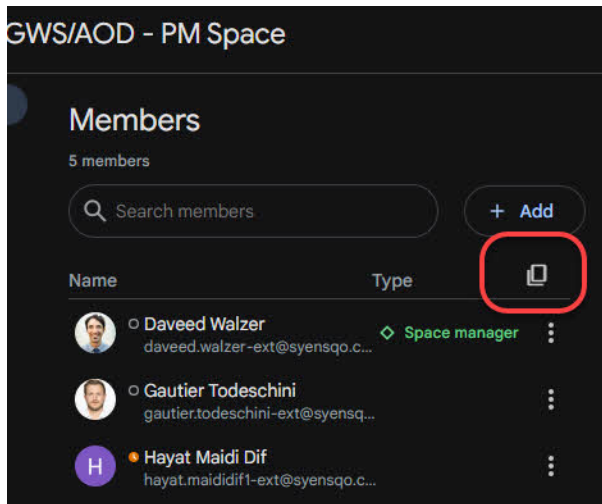 GWS/AOD - PM Space
Members
5 members
Search members
+ Add
Name Type
Daveed Walzer
daveed.walzer-ext@syensqo.c...
Space manager
Gautier Todeschini
gautier.todeschini-ext@syensq...
H
Hayat Maidi Dif
hayat.maididif1-ext@syensqo.c...